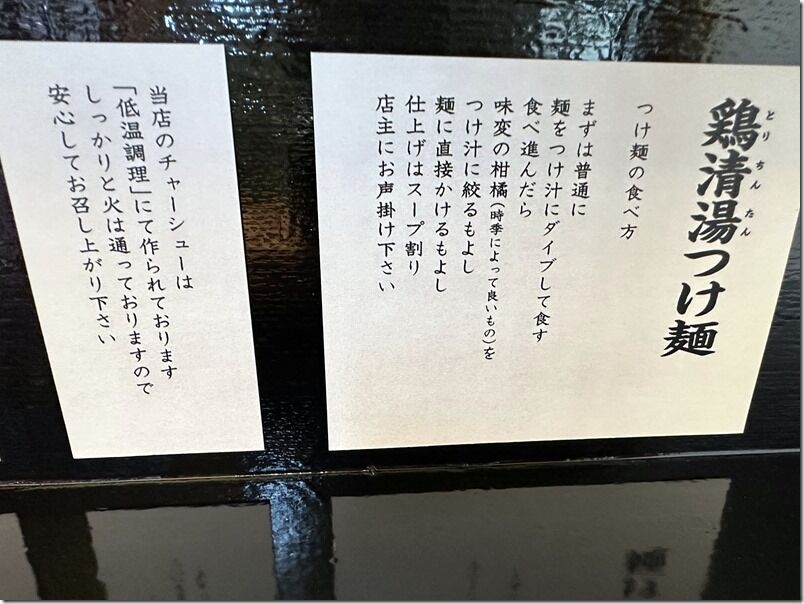 鶏清湯つけ麺
とりちんたん
つけ麺の食べ方
まずは普通に
麺をつけ汁にダイブして食す
食べ進んだら
味変の柑橘(時季によって良いもの)を
つけ汁に絞るもよし
麺に直接かけるもよし
仕上げはスープ割り
店主にお声掛け下さい
当店のチャーシューは
「低温調理」にて作られております
しっかりと火は通っておりますので
安心してお召し上がり下さい